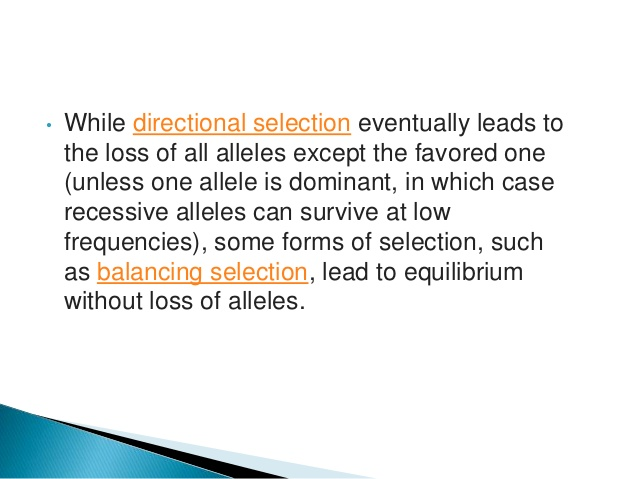 • While directional selection eventually leads to
the loss of all alleles except the favored one
(unless one allele is dominant, in which case
recessive alleles can survive at low
frequencies), some forms of selection, such
as balancing selection, lead to equilibrium
without loss of alleles.